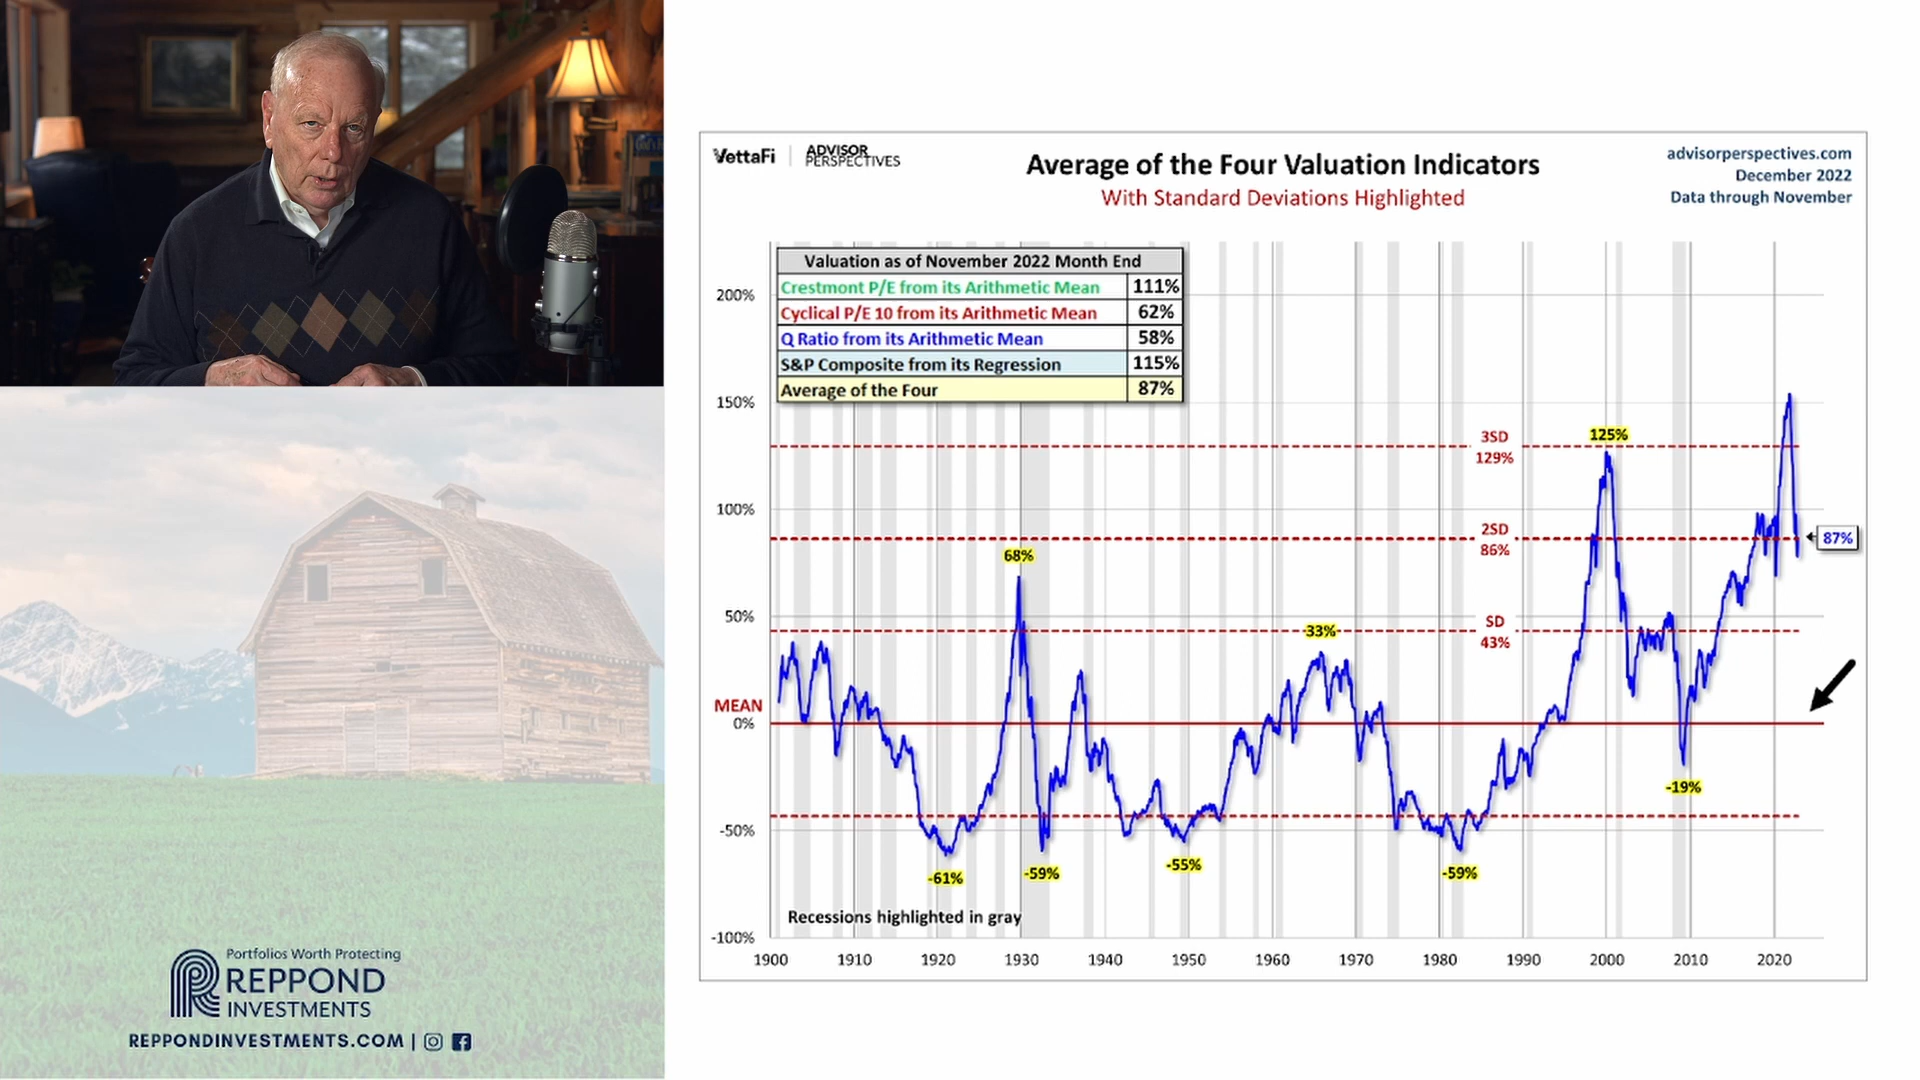 Portfolios Worth Protecting
REPPOND
INVESTMENTS
REPPONDINVESTMENTS.COM |
VettaFi | ADVISOR
PERSPECTIVES
Average of the Four Valuation Indicators
With Standard Deviations Highlighted
advisorperspectives.com
December 2022
Data through November
Valuation as of November 2022 Month End
Crestmont P/E from its Arithmetic Mean 111%
Cyclical P/E 10 from its Arithmetic Mean 62%
Q Ratio from its Arithmetic Mean 58%
S&P Composite from its Regression 115%
Average of the Four 87%
200%
150%
100%
50%
MEAN
0%
-50%
-100%
3SD
129%
125%
2SD
86%
87%
68%
SD
43%
33%
-19%
-61%
-59%
-55%
-59%
Recessions highlighted in gray
1900 1910 1920 1930 1940 1950 1960 1970 1980 1990 2000 2010 2020